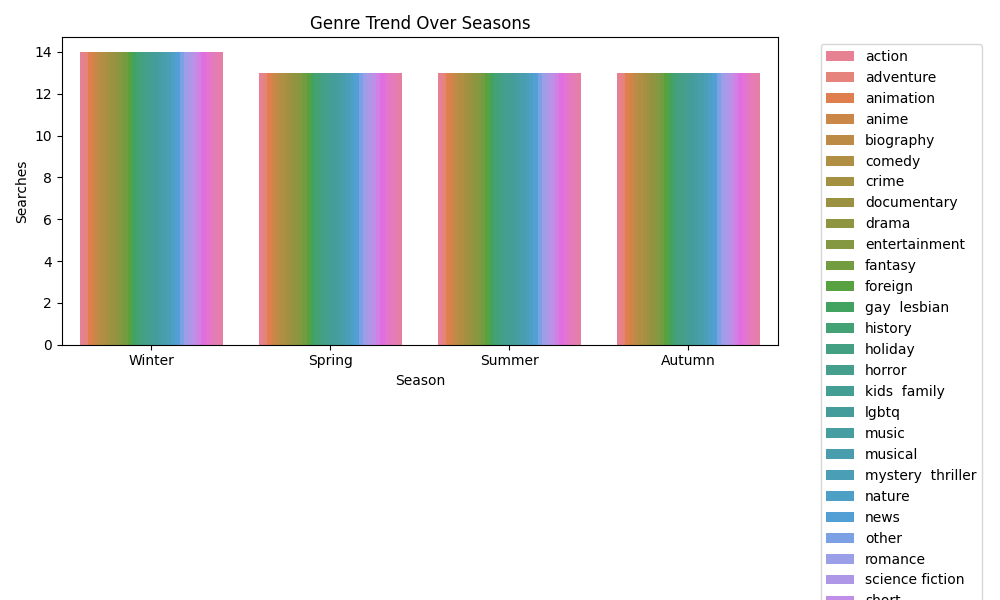 Genre Trend Over Seasons
14
12
10
8
6
4
2
0
Searches
Winter
Spring
Summer
Autumn
Season
action
adventure
animation
anime
biography
comedy
crime
documentary
drama
entertainment
fantasy
foreign
gay  lesbian
history
holiday
horror
kids  family
lgbtq
music
musical
mystery  thriller
nature
news
other
romance
science fiction
short